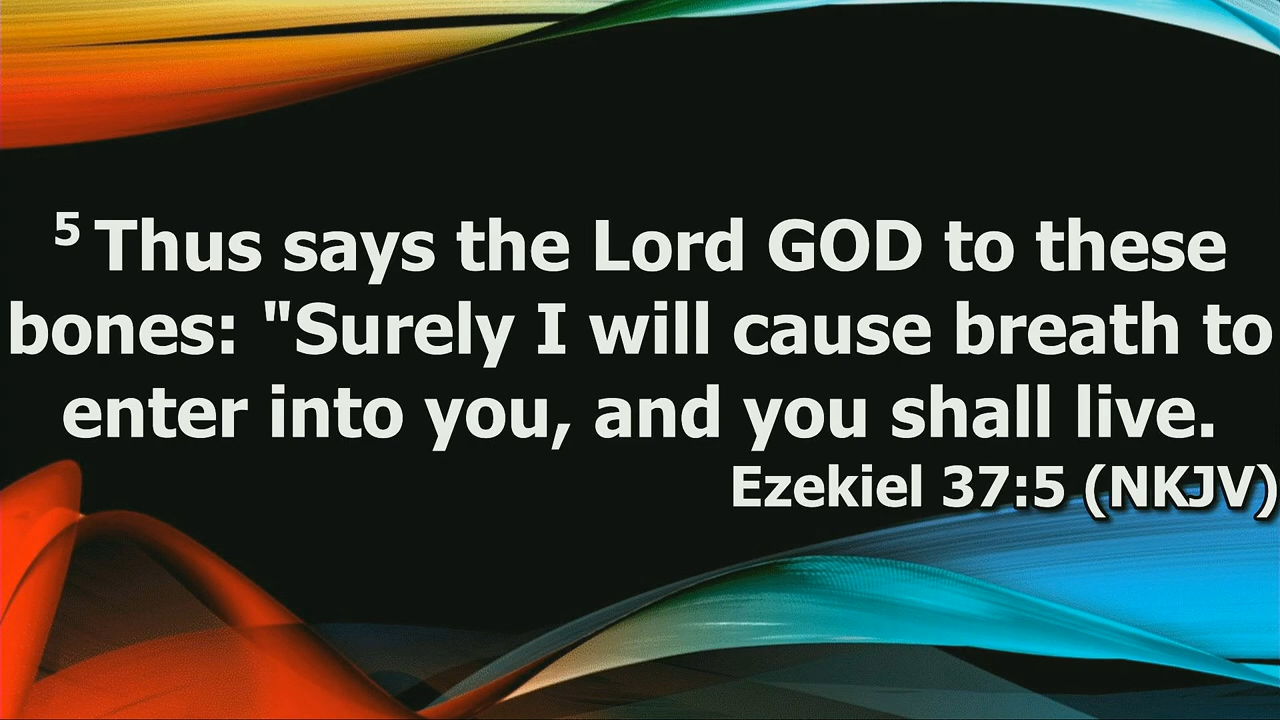 5 Thus says the Lord GOD to these
bones: "Surely I will cause breath to
enter into you, and you shall live.
Ezekiel 37:5 (NKJV)